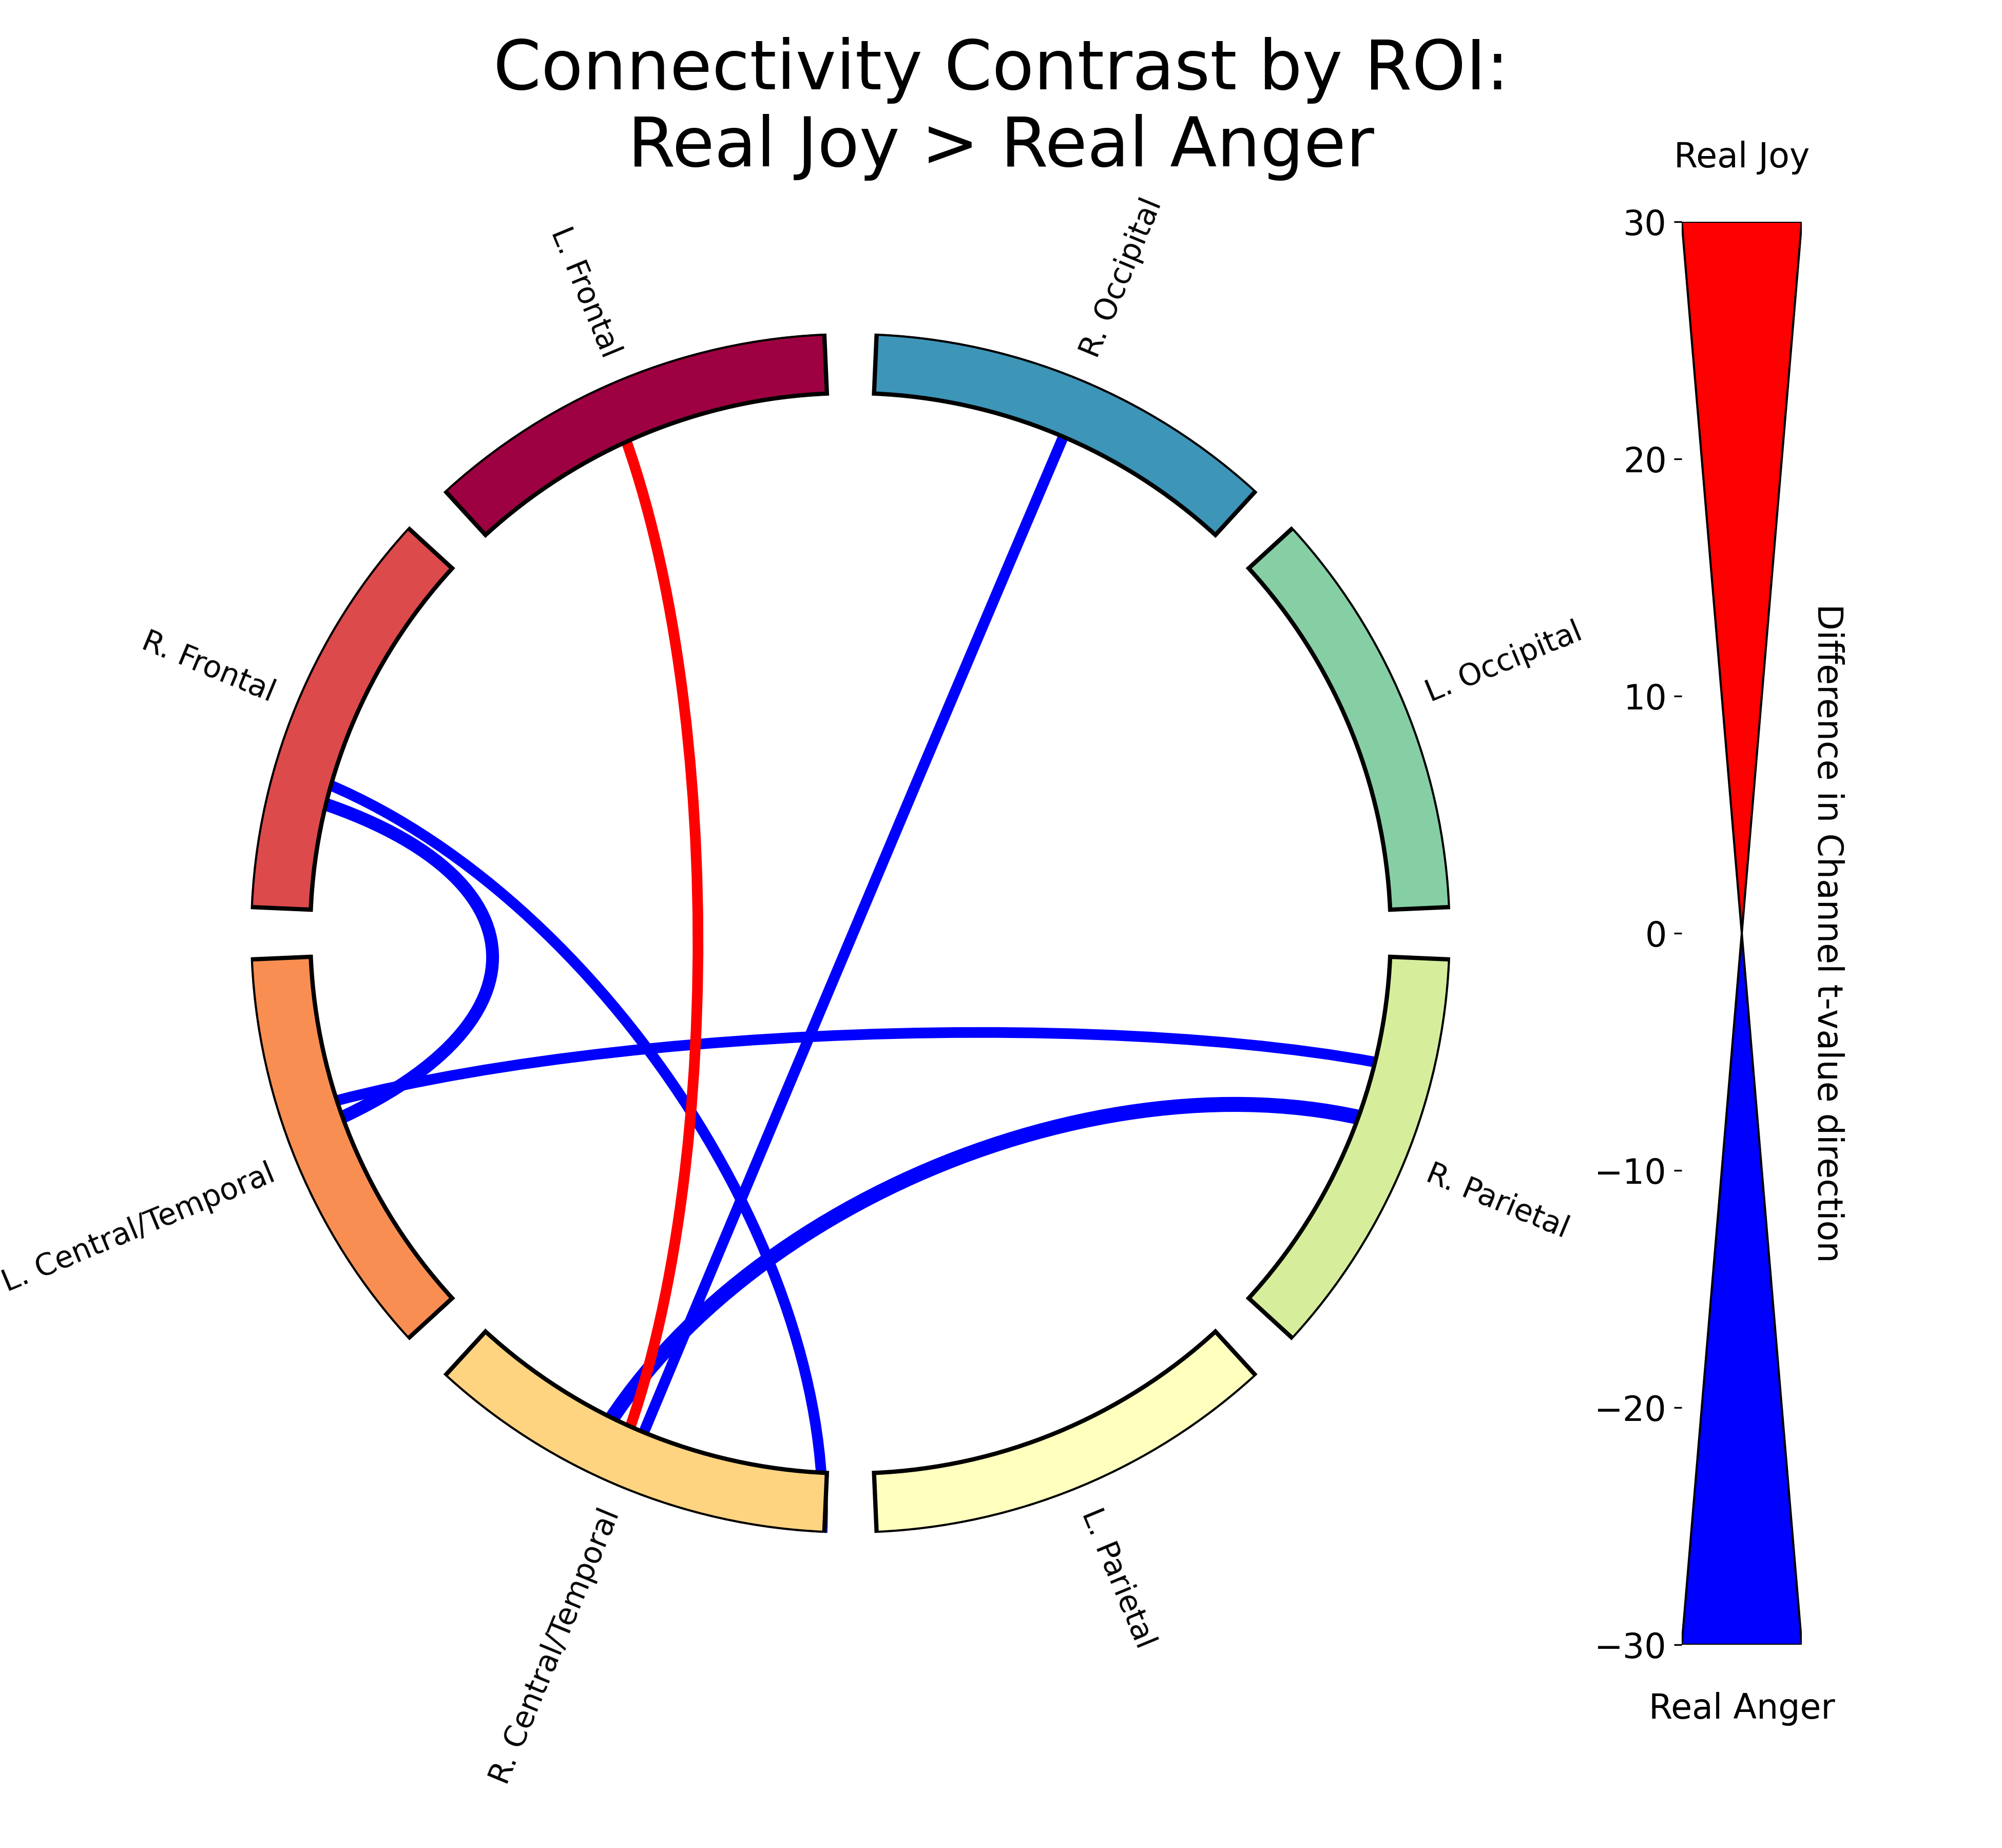 Connectivity Contrast by ROI:
Real Joy > Real Anger
Real Joy
L. Frontal
R. Occipital
R. Frontal
L. Occipital
L. Central/Temporal
R. Parietal
R. Central/Temporal
L. Parietal
30
20
10
0
−10
−20
−30
Difference in Channel t-value direction
Real Anger